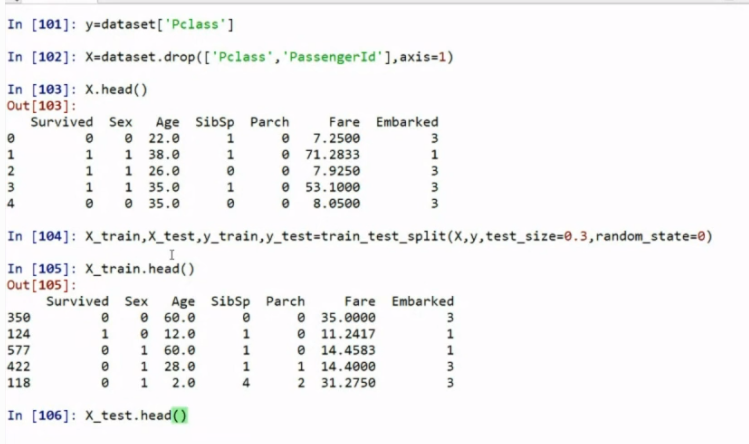 In [101]: y=dataset['Pclass']
In [102]: X=dataset.drop(['Pclass','PassengerId'],axis=1)
In [103]: X.head()
Out[103]:
Survived Sex Age SibSp Parch Fare Embarked
0 0 0 22.0 1 0 7.2500 3
1 1 1 38.0 1 0 71.2833 1
2 1 1 26.0 0 0 7.9250 3
3 1 1 35.0 1 0 53.1000 3
4 0 0 35.0 0 0 8.0500 3
In [104]: X_train,X_test,y_train,y_test=train_test_split(X,y,test_size=0.3,random_state=0)
In [105]: X_train.head()
Out[105]:
Survived Sex Age SibSp Parch Fare Embarked
350 0 0 60.0 0 0 35.0000 3
124 1 0 12.0 1 0 11.2417 1
577 0 1 60.0 1 0 14.4583 1
422 0 1 28.0 1 1 14.4000 3
118 0 1 2.0 4 2 31.2750 3
In [106]: X_test.head()